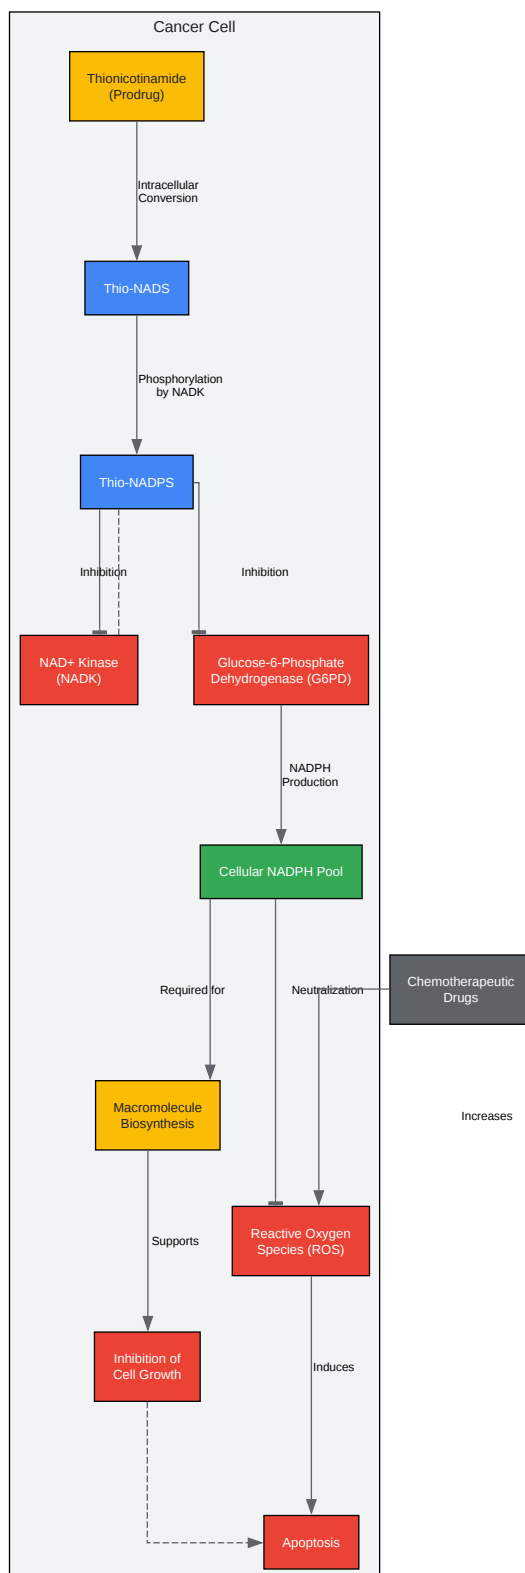 Cancer Cell
Thionicotinamide
(Prodrug)
Intracellular
Conversion
Thio-NADS
Phosphorylation
by NADK
Thio-NADPS
Inhibition
Inhibition
NAD+ Kinase
(NADK)
Glucose-6-Phosphate
Dehydrogenase (G6PD)
NADPH
Production
Cellular NADPH Pool
Required for
Neutralization
Chemotherapeutic
Drugs
Macromolecule
Biosynthesis
Increases
Supports
Reactive Oxygen
Species (ROS)
Inhibition of
Cell Growth
Induces
Apoptosis